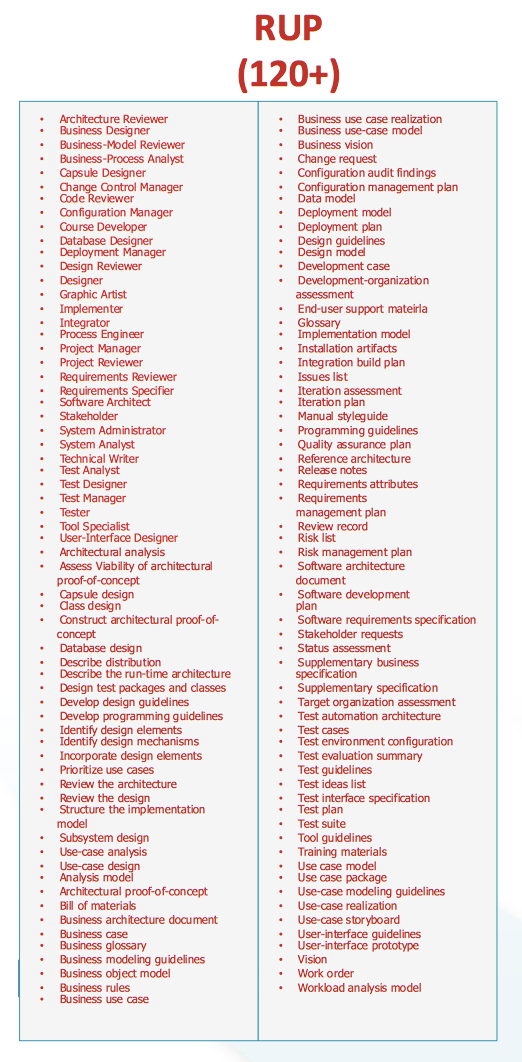 RUP
(120+)
• Architecture Reviewer
• Business Designer
• Business-Model Reviewer
• Business-Process Analyst
• Capsule Designer
• Change Control Manager
• Code Reviewer
• Configuration Manager
• Course Developer
• Database Designer
• Deployment Manager
• Design Reviewer
• Designer
• Graphic Artist
• Implementer
• Integrator
• Process Engineer
• Project Manager
• Project Reviewer
• Requirements Reviewer
• Requirements Specifier
• Software Architect
• Stakeholder
• System Administrator
• System Analyst
• Technical Writer
• Test Analyst
• Test Designer
• Test Manager
• Tester
• Tool Specialist
• User-Interface Designer
• Architectural analysis
• Assess Viability of architectural
proof-of-concept
• Capsule design
• Class design
• Construct architectural proof-of-
concept
• Database design
• Describe distribution
• Describe the run-time architecture
• Design test packages and classes
• Develop design guidelines
• Develop programming guidelines
• Identify design elements
• Identify design mechanisms
• Incorporate design elements
• Prioritize use cases
• Review the architecture
• Review the design
• Structure the implementation
model
• Subsystem design
• Use-case analysis
• Use-case design
• Analysis model
• Architectural proof-of-concept
• Bill of materials
• Business architecture document
• Business case
• Business glossary
• Business modeling guidelines
• Business object model
• Business rules
• Business use case
• Business use case realization
• Business use-case model
• Business vision
• Change request
• Configuration audit findings
• Configuration management plan
• Data model
• Deployment model
• Deployment plan
• Design guidelines
• Design model
• Development case
• Development-organization
assessment
• End-user support mateirla
• Glossary
• Implementation model
• Installation artifacts
• Integration build plan
• Issues list
• Iteration assessment
• Iteration plan
• Manual styleguide
• Programming guidelines
• Quality assurance plan
• Reference architecture
• Release notes
• Requirements attributes
• Requirements
management plan
• Review record
• Risk list
• Risk management plan
• Software architecture
document
• Software development
plan
• Software requirements specification
• Stakeholder requests
• Status assessment
• Supplementary business
specification
• Supplementary specification
• Target organization assessment
• Test automation architecture
• Test cases
• Test environment configuration
• Test evaluation summary
• Test guidelines
• Test ideas list
• Test interface specification
• Test plan
• Test suite
• Tool guidelines
• Training materials
• Use case model
• Use case package
• Use-case modeling guidelines
• Use-case realization
• Use-case storyboard
• User-interface guidelines
• User-interface prototype
• Vision
• Work order
• Workload analysis model